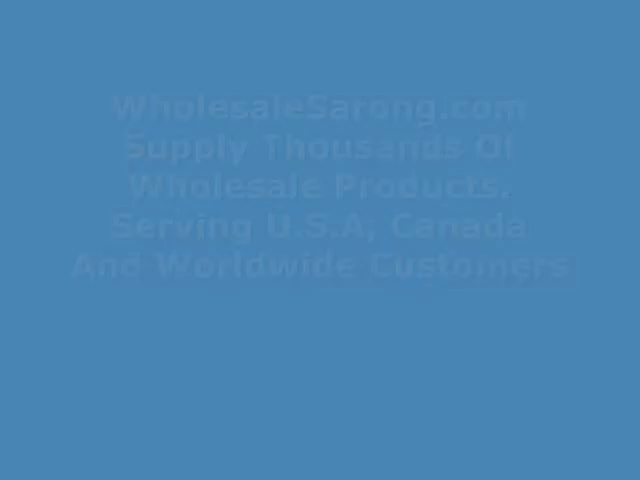 WholesaleSarong.com
Supply Thousands Of
Wholesale Products.
Serving U.S.A, Canada
And Worldwide Customers